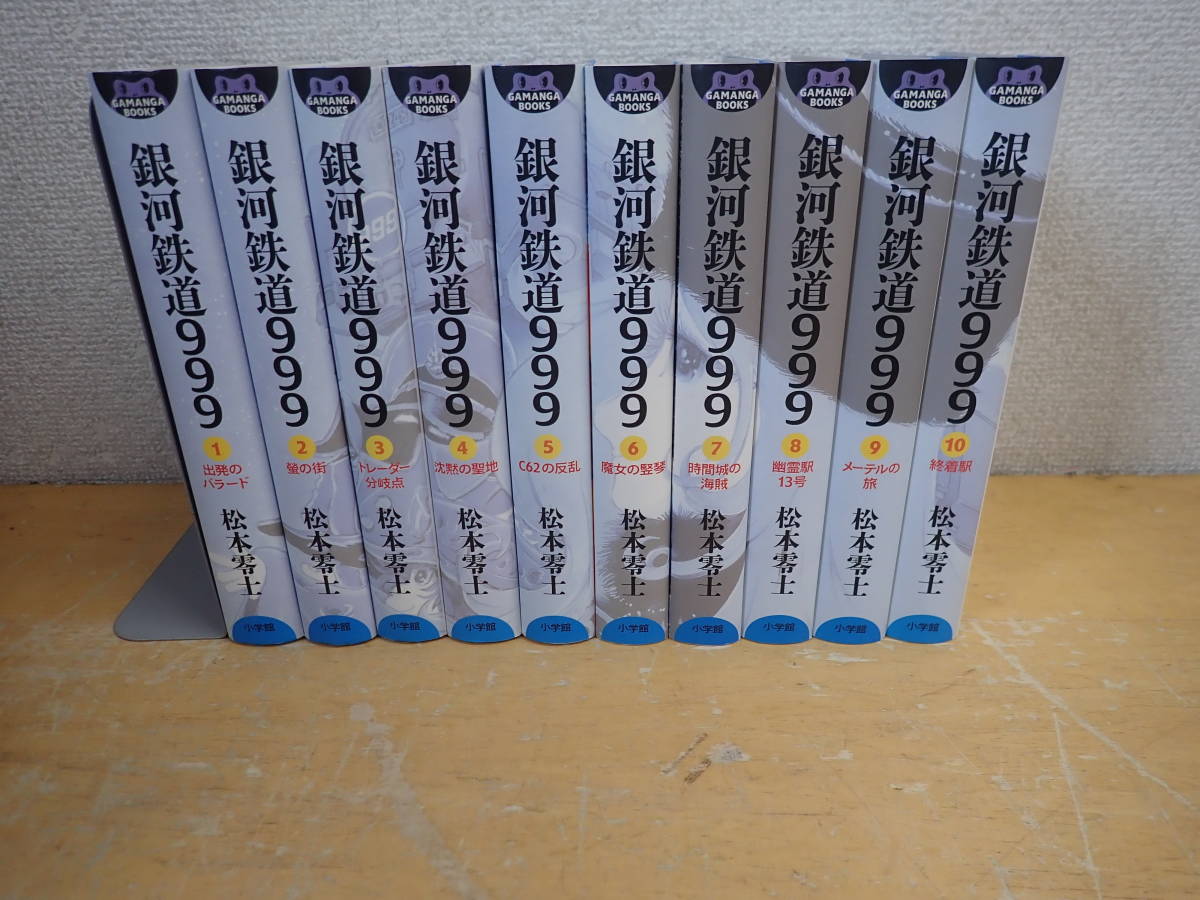 GAMANGA
BOOKS
銀河鉄道999
1
出発の
バラード
松本零士
小学館
GAMANGA
BOOKS
銀河鉄道999
2
螢の街
松本零士
小学館
GAMANGA
BOOKS
銀河鉄道999
3
トレーダー
分岐点
松本零士
小学館
GAMANGA
BOOKS
銀河鉄道999
4
沈黙の聖地
松本零士
小学館
GAMANGA
BOOKS
銀河鉄道999
5
C62の反乱
松本零士
小学館
GAMANGA
BOOKS
銀河鉄道999
6
魔女の竪琴
松本零士
小学館
GAMANGA
BOOKS
銀河鉄道999
7
時間城の
海賊
松本零士
小学館
GAMANGA
BOOKS
銀河鉄道999
8
幽霊駅
13号
松本零士
小学館
GAMANGA
BOOKS
銀河鉄道999
9
メーテルの
旅
松本零士
小学館
GAMANGA
BOOKS
銀河鉄道999
10
終着駅
松本零士
小学館